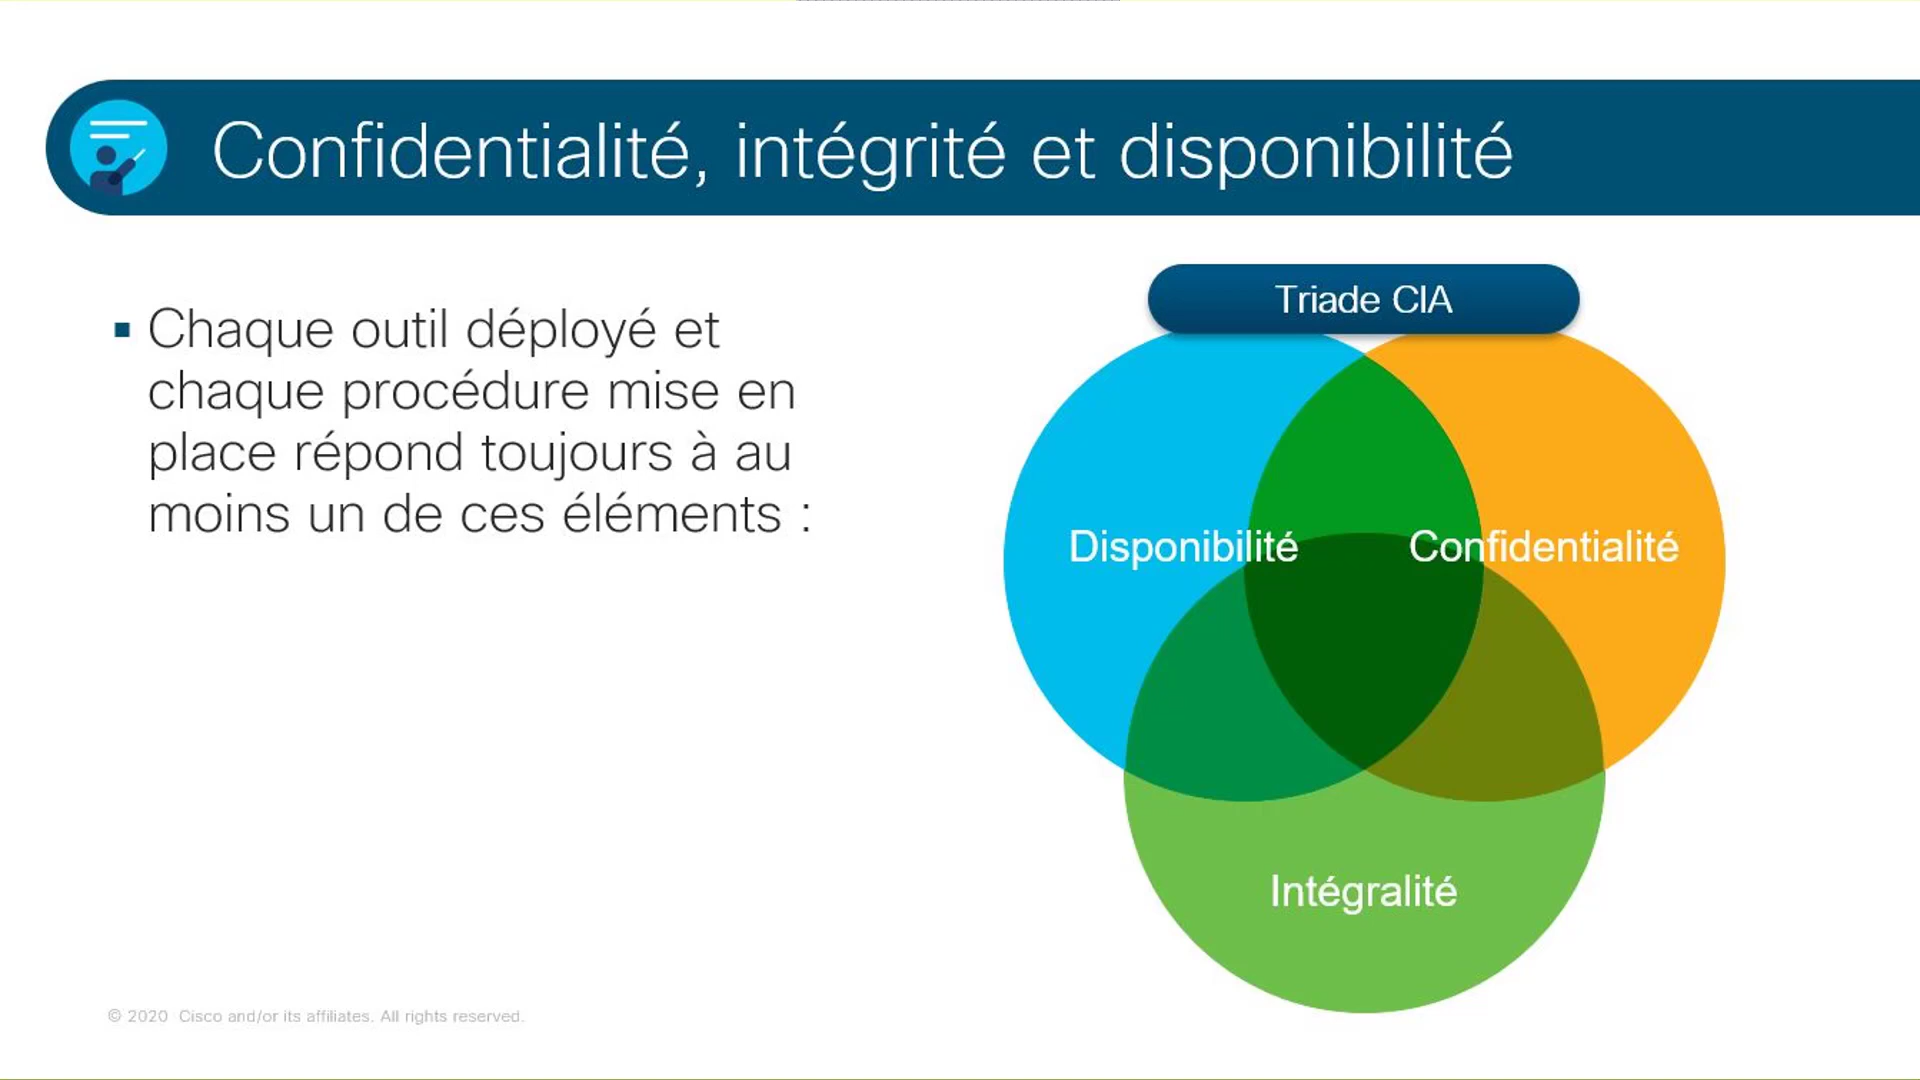 Confidentialité, intégrité et disponibilité
Triade CIA
▪ Chaque outil déployé et
chaque procédure mise en
place répond toujours à au
moins un de ces éléments :
Disponibilité
Confidentialité
Intégralité
© 2020 Cisco and/or its affiliates. All rights reserved.